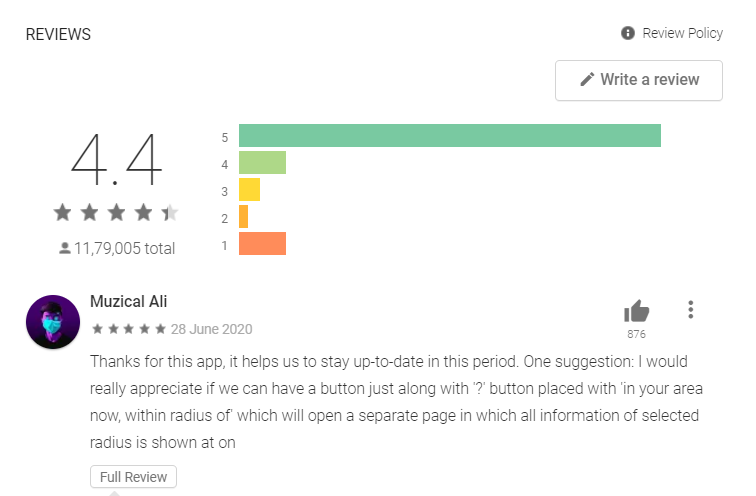 REVIEWS
Review Policy
Write a review
4.4
5
4
3
2
1
11,79,005 total
Muzical Ali
28 June 2020
876
Thanks for this app, it helps us to stay up-to-date in this period. One suggestion: I would
really appreciate if we can have a button just along with '?' button placed with 'in your area
now, within radius of' which will open a separate page in which all information of selected
radius is shown at on
Full Review